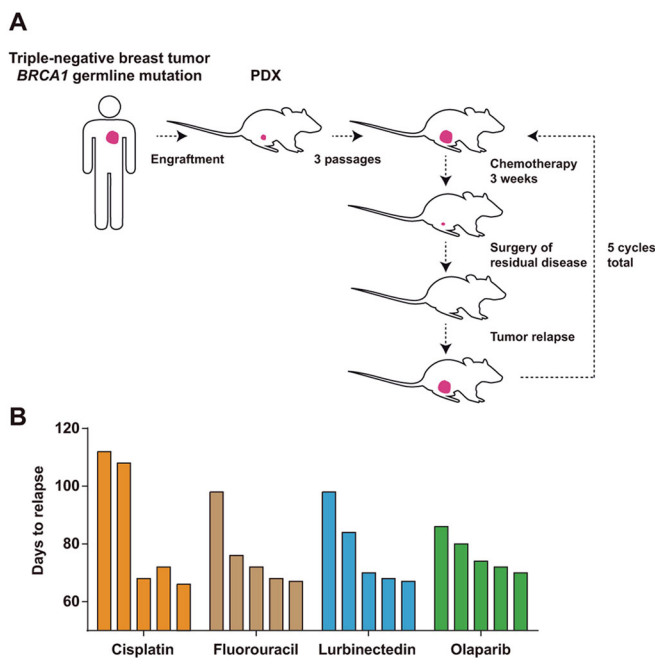 A
Triple-negative breast tumor
BRCA1 germline mutation
PDX
Engraftment
3 passages
Chemotherapy
3 weeks
Surgery of
residual disease
5 cycles
total
Tumor relapse
B
Days to relapse
120
100
80
60
Cisplatin
Fluorouracil
Lurbinectedin
Olaparib